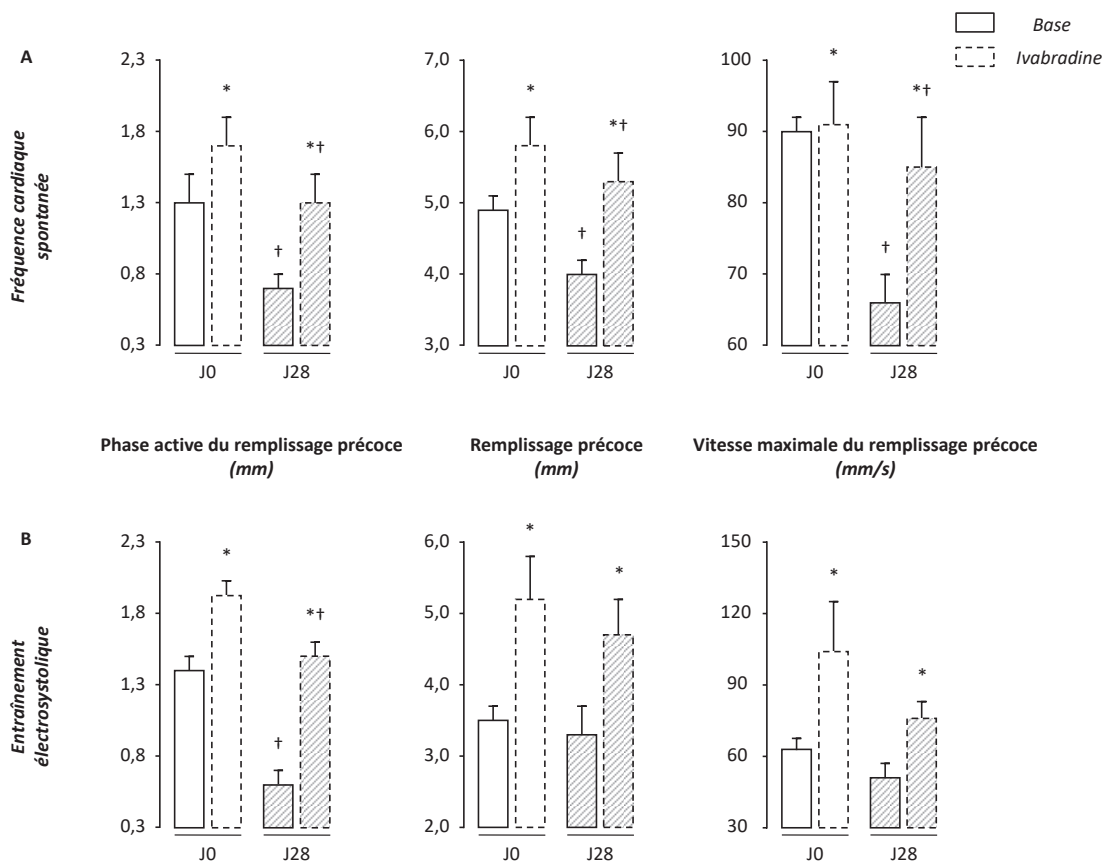 Base
Ivabradine
A
Fréquence cardiaque
spontanée
2,3
1,8
1,3
0,8
0,3
*
†
*†
J0
J28
7,0
6,0
5,0
4,0
3,0
*
†
*†
J0
J28
100
90
80
70
60
*
†
*†
J0
J28
Phase active du remplissage précoce
(mm)
Remplissage précoce
(mm)
Vitesse maximale du remplissage précoce
(mm/s)
B
Entraînement
électrosystolique
2,3
1,8
1,3
0,8
0,3
*
†
*†
J0
J28
6,0
5,0
4,0
3,0
2,0
*
*
J0
J28
150
120
90
60
30
*
*
J0
J28